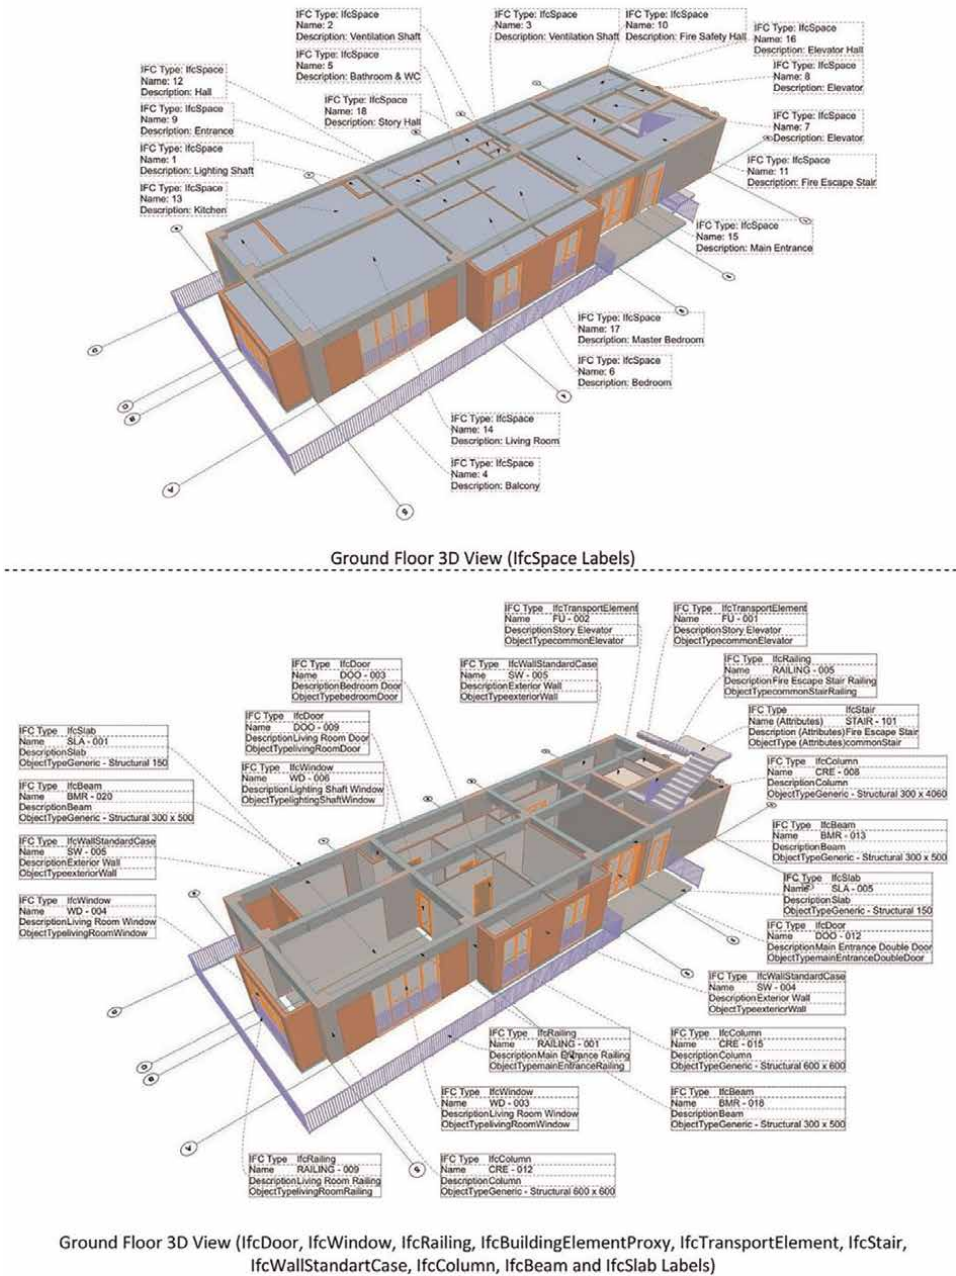 IFC Type: IfcSpace
Name: 2
Description: Ventilation Shaft
IFC Type: IfcSpace
Name: 3
Description: Ventilation Shaft
IFC Type: IfcSpace
Name: 10
Description: Fire Safety Hall
IFC Type: IfcSpace
Name: 16
Description: Elevator Hall
IFC Type: IfcSpace
Name: 5
Description: Bathroom & WC
IFC Type: IfcSpace
Name: 8
Description: Elevator
IFC Type: IfcSpace
Name: 12
Description: Hall
IFC Type: IfcSpace
Name: 18
Description: Story Hall
IFC Type: IfcSpace
Name: 9
Description: Entrance
IFC Type: IfcSpace
Name: 7
Description: Elevator
IFC Type: IfcSpace
Name: 1
Description: Lighting Shaft
IFC Type: IfcSpace
Name: 11
Description: Fire Escape Stair
IFC Type: IfcSpace
Name: 13
Description: Kitchen
IFC Type: IfcSpace
Name: 15
Description: Main Entrance
IFC Type: IfcSpace
Name: 17
Description: Master Bedroom
IFC Type: IfcSpace
Name: 6
Description: Bedroom
IFC Type: IfcSpace
Name: 14
Description: Living Room
IFC Type: IfcSpace
Name: 4
Description: Balcony
Ground Floor 3D View (IfcSpace Labels)
IFC Type IfcTransportElement
Name FU - 002
Description Story Elevator
ObjectType commonElevator
IFC Type IfcTransportElement
Name FU - 001
Description Story Elevator
ObjectType commonElevator
IFC Type IfcDoor
Name DOO - 003
Description Bedroom Door
ObjectType bedroomDoor
IFC Type IfcWallStandardCase
Name SW - 005
Description Exterior Wall
ObjectType exteriorWall
IFC Type IfcRailing
Name RAILING - 005
Description Fire Escape Stair Railing
ObjectType commonStairRailing
IFC Type IfcDoor
Name DOO - 009
Description Living Room Door
ObjectType livingRoomDoor
IFC Type IfcStair
Name (Attributes) STAIR - 101
Description (Attributes) Fire Escape Stair
ObjectType (Attributes) commonStair
IFC Type IfcSlab
Name SLA - 001
Description Slab
ObjectType Generic - Structural 150
IFC Type IfcWindow
Name WD - 006
Description Lighting Shaft Window
ObjectType lightingShaftWindow
IFC Type IfcColumn
Name CRE - 008
Description Column
ObjectType Generic - Structural 300 x 4060
IFC Type IfcBeam
Name BMR - 020
Description Beam
ObjectType Generic - Structural 300 x 500
IFC Type IfcBeam
Name BMR - 013
Description Beam
ObjectType Generic - Structural 300 x 500
IFC Type IfcWallStandardCase
Name SW - 005
Description Exterior Wall
ObjectType exteriorWall
IFC Type IfcSlab
Name SLA - 005
Description Slab
ObjectType Generic - Structural 150
IFC Type IfcWindow
Name WD - 004
Description Living Room Window
ObjectType livingRoomWindow
IFC Type IfcDoor
Name DOO - 012
Description Main Entrance Double Door
ObjectType mainEntranceDoubleDoor
IFC Type IfcWallStandardCase
Name SW - 004
Description Exterior Wall
ObjectType exteriorWall
IFC Type IfcRailing
Name RAILING - 001
Description Main Entrance Railing
ObjectType mainEntranceRailing
IFC Type IfcColumn
Name CRE - 015
Description Column
ObjectType Generic - Structural 600 x 600
IFC Type IfcWindow
Name WD - 003
Description Living Room Window
ObjectType livingRoomWindow
IFC Type IfcBeam
Name BMR - 018
Description Beam
ObjectType Generic - Structural 300 x 500
IFC Type IfcRailing
Name RAILING - 009
Description Living Room Railing
ObjectType livingRoomRailing
IFC Type IfcColumn
Name CRE - 012
Description Column
ObjectType Generic - Structural 600 x 600
Ground Floor 3D View (IfcDoor, IfcWindow, IfcRailing, IfcBuildingElementProxy, IfcTransportElement, IfcStair,
IfcWallStandartCase, IfcColumn, IfcBeam and IfcSlab Labels)